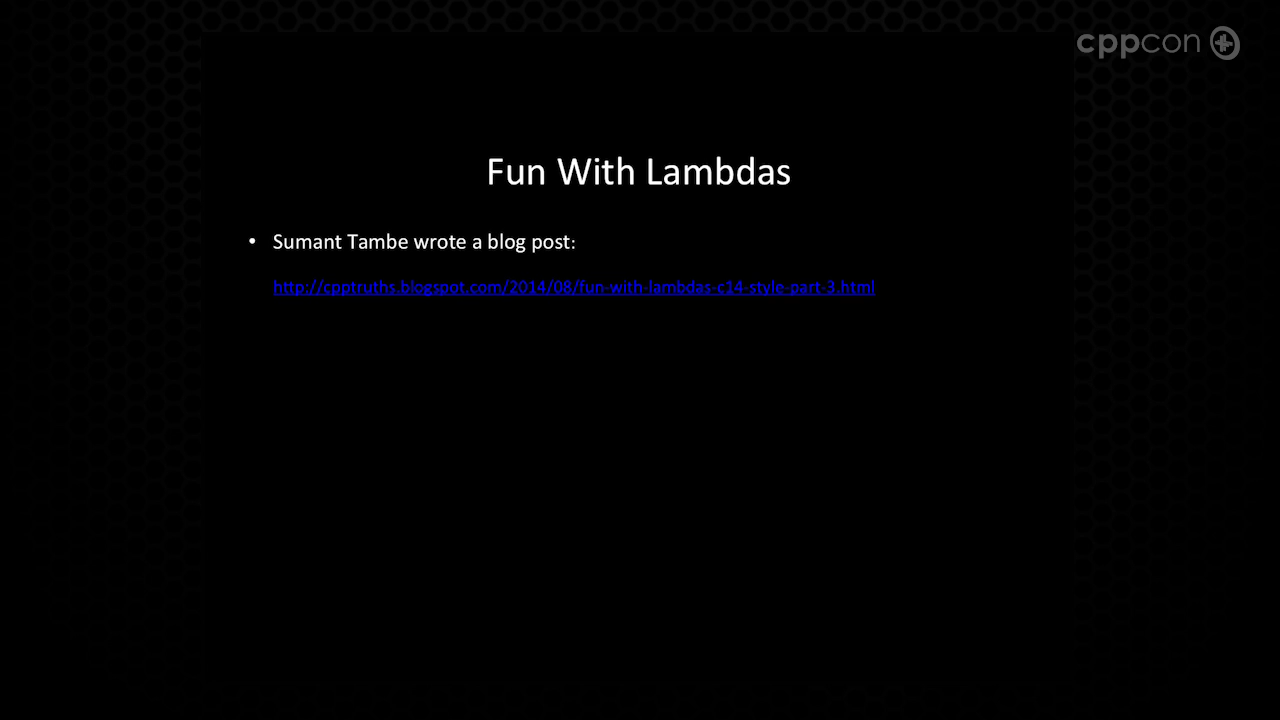 cppcon
Fun With Lambdas
• Sumant Tambe wrote a blog post:
http://cpptruths.blogspot.com/2014/08/fun-with-lambdas-c14-style-part-3.html